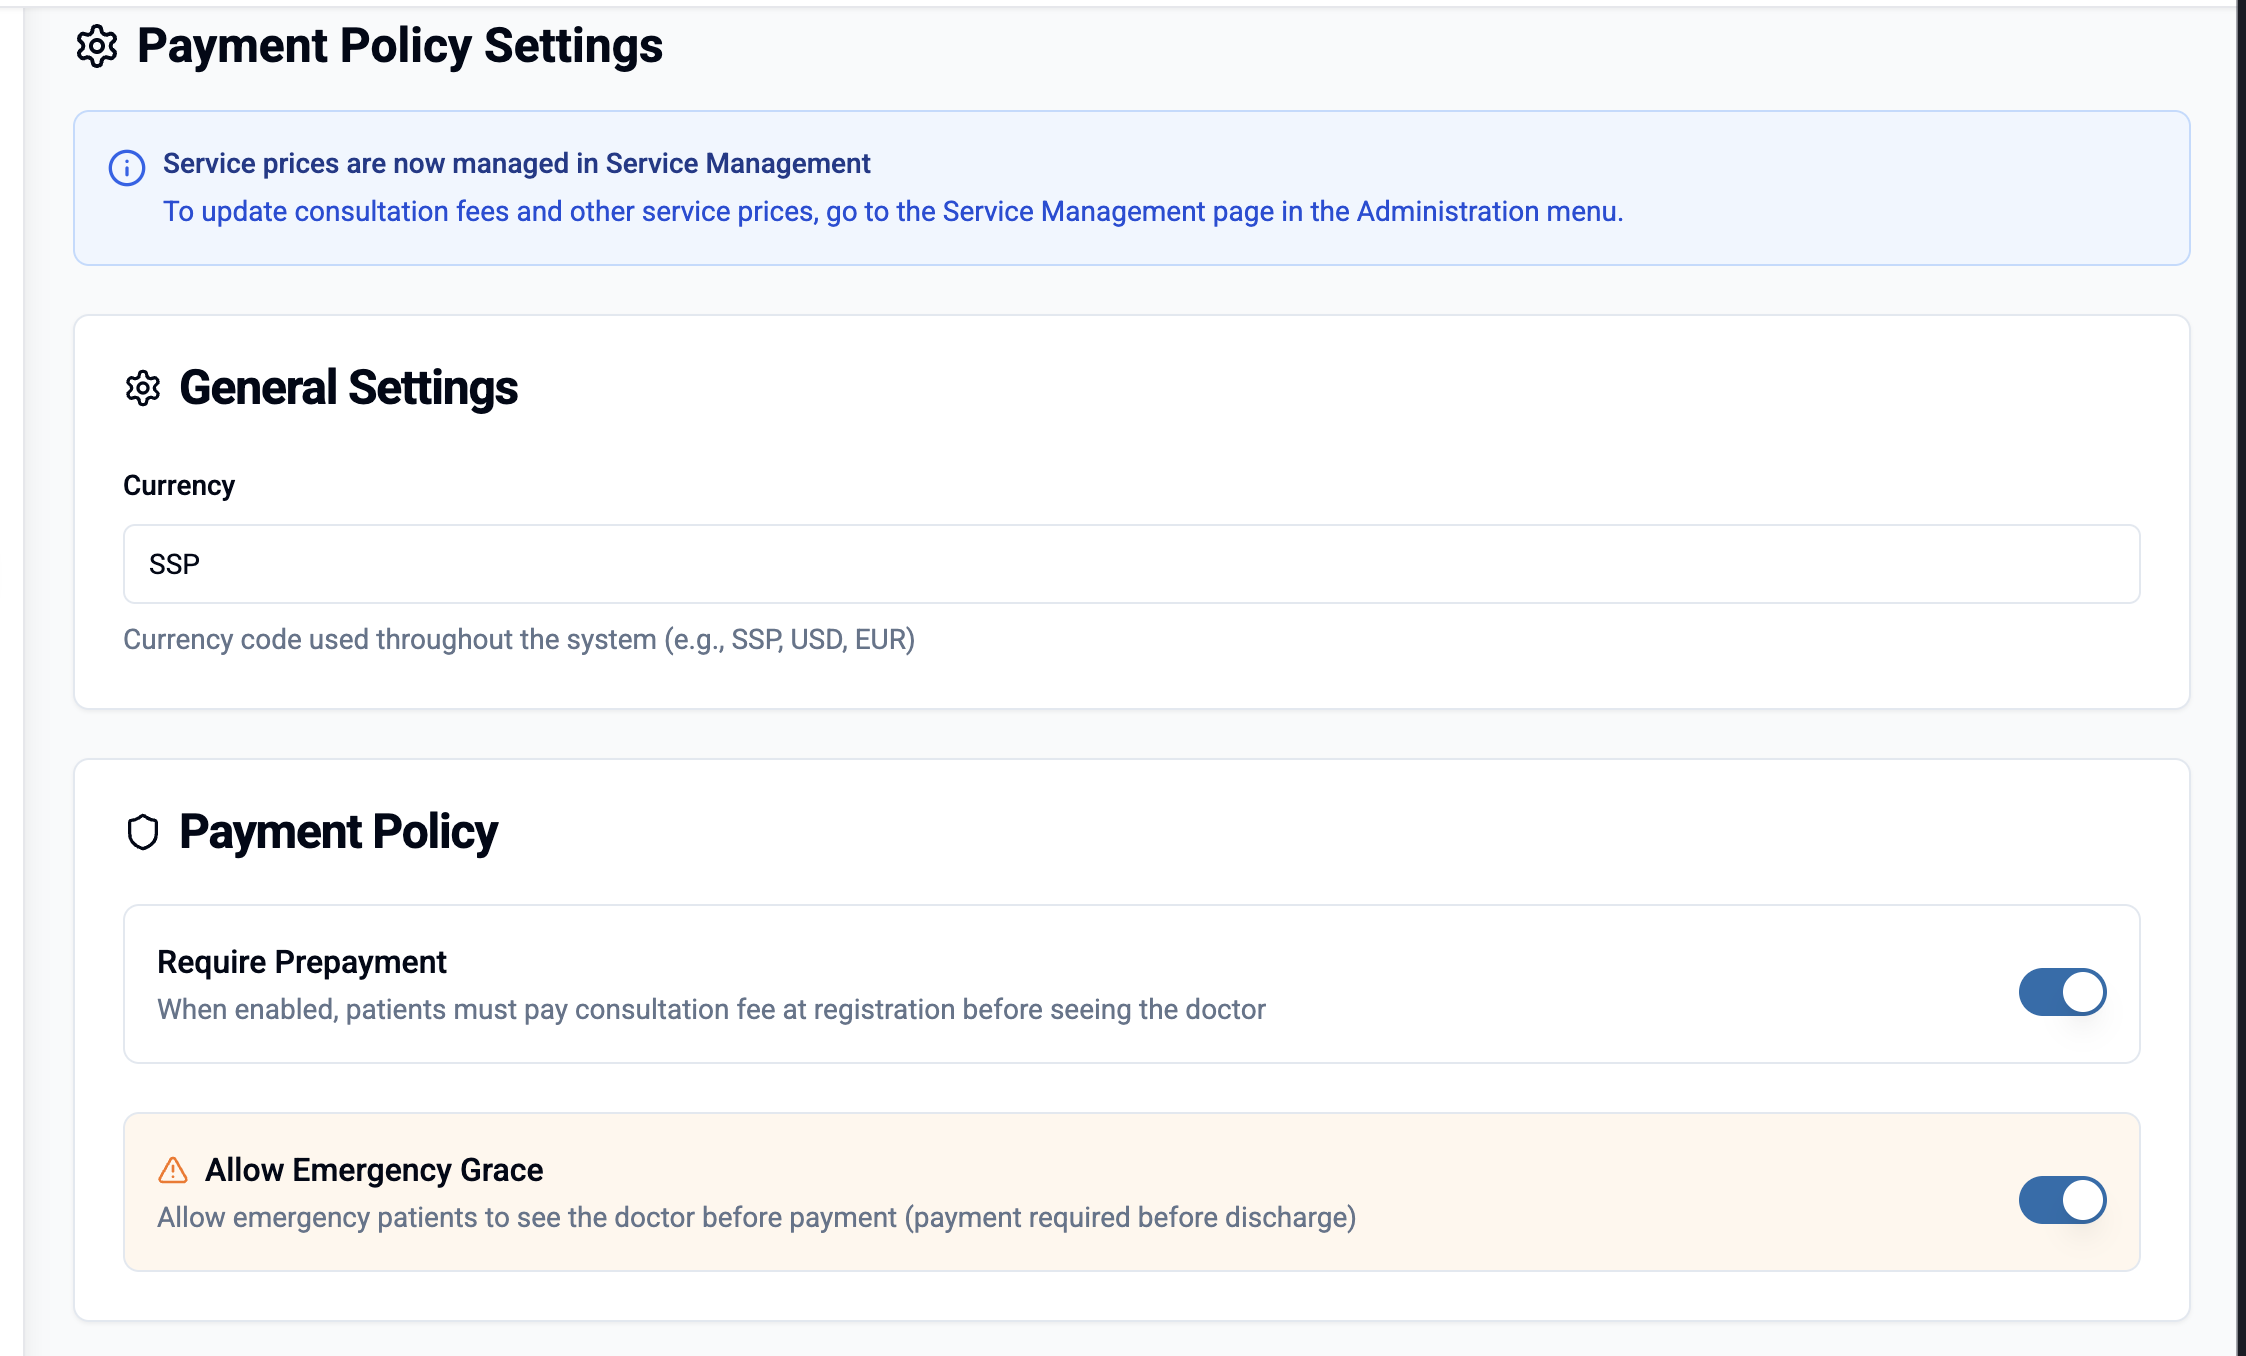 Payment Policy Settings
Service prices are now managed in Service Management
To update consultation fees and other service prices, go to the Service Management page in the Administration menu.
General Settings
Currency
SSP
Currency code used throughout the system (e.g., SSP, USD, EUR)
Payment Policy
Require Prepayment
When enabled, patients must pay consultation fee at registration before seeing the doctor
Allow Emergency Grace
Allow emergency patients to see the doctor before payment (payment required before discharge)